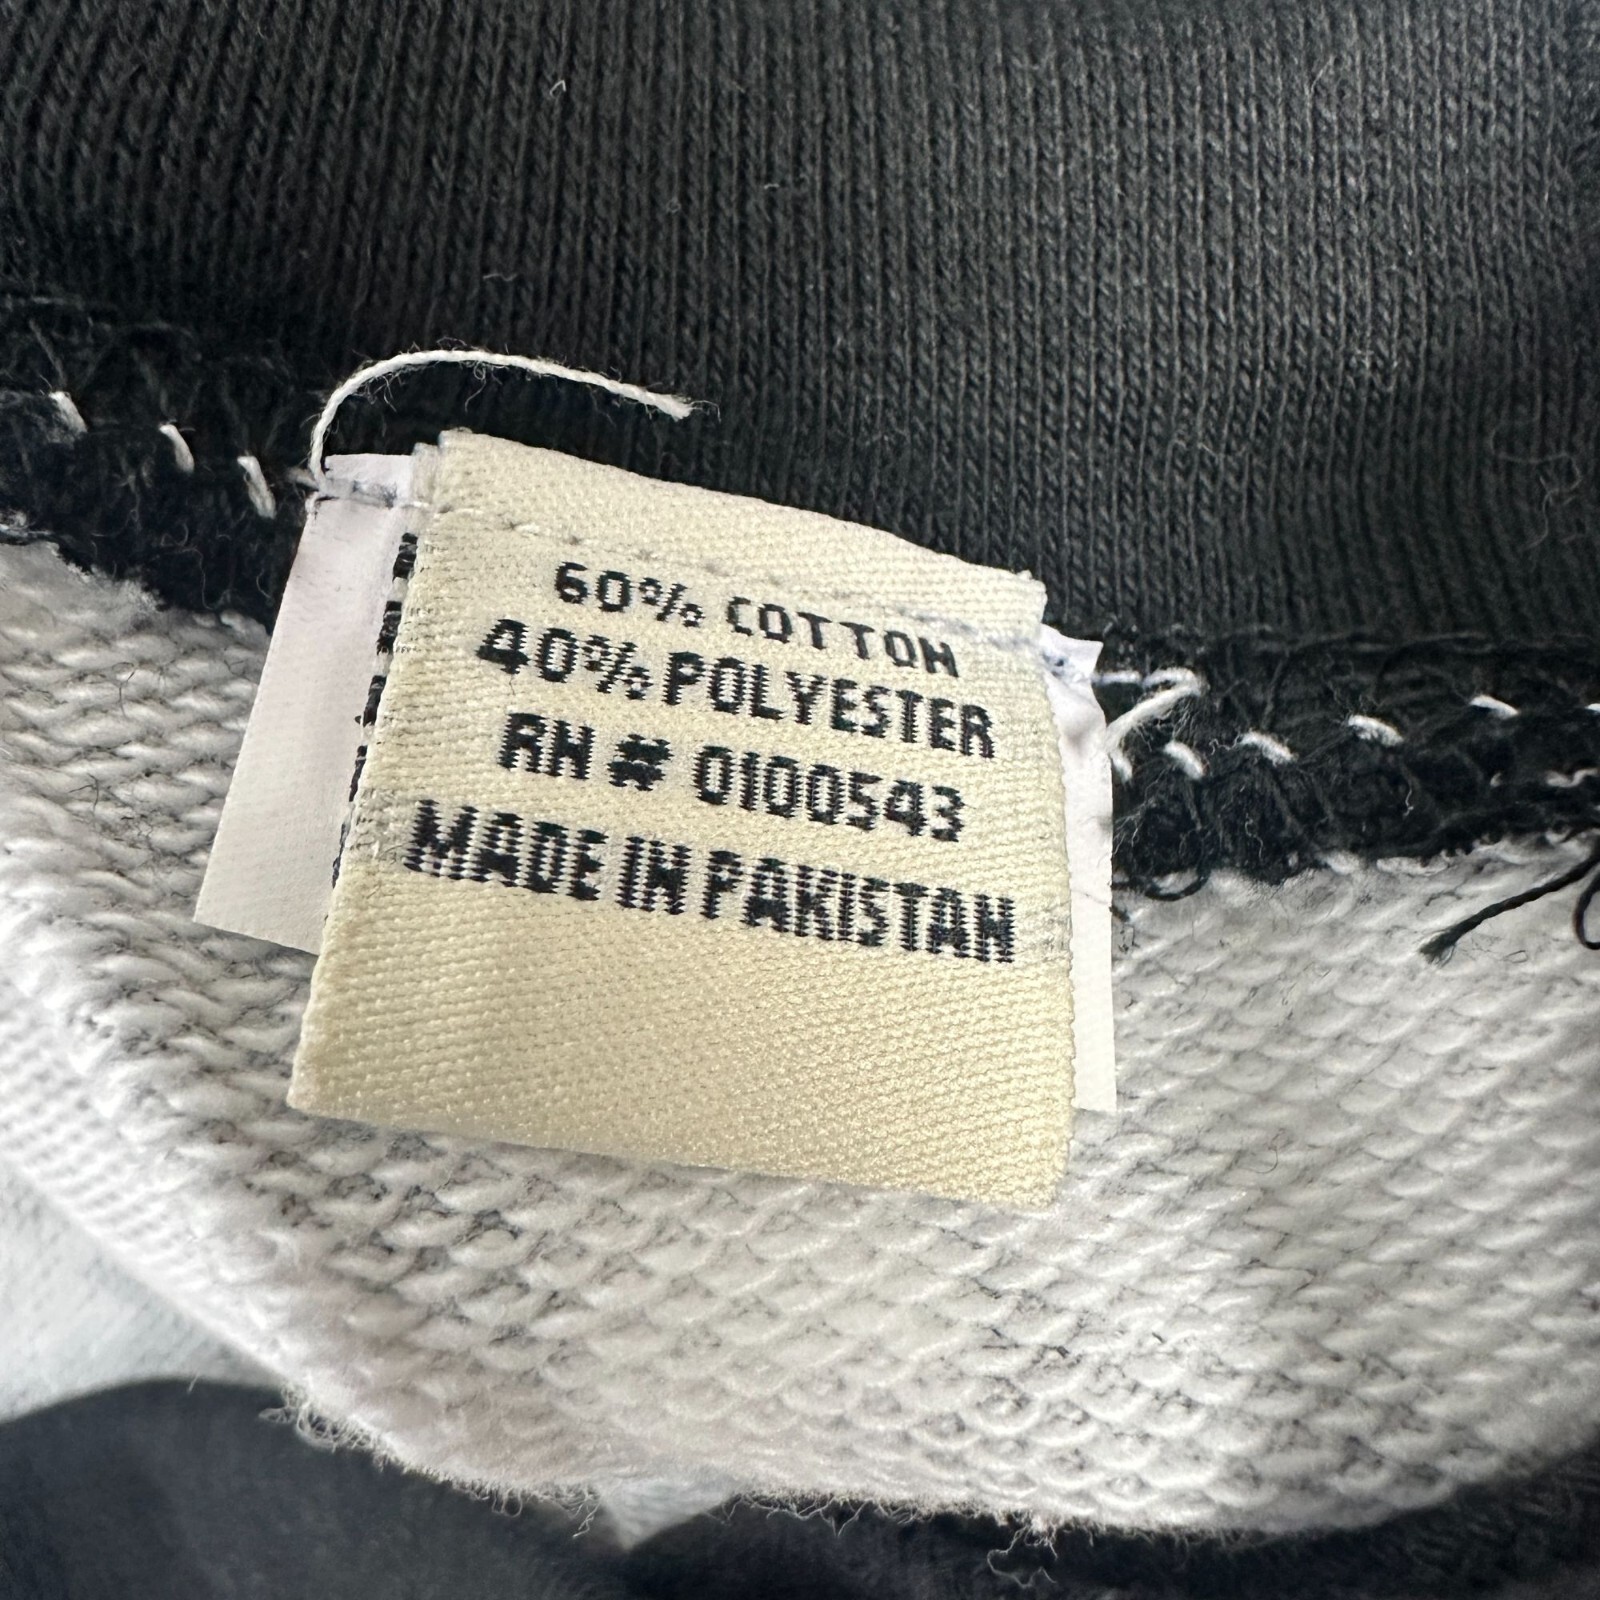 60% COTTON
40% POLYESTER
RN # 0100543
MADE IN PAKISTAN